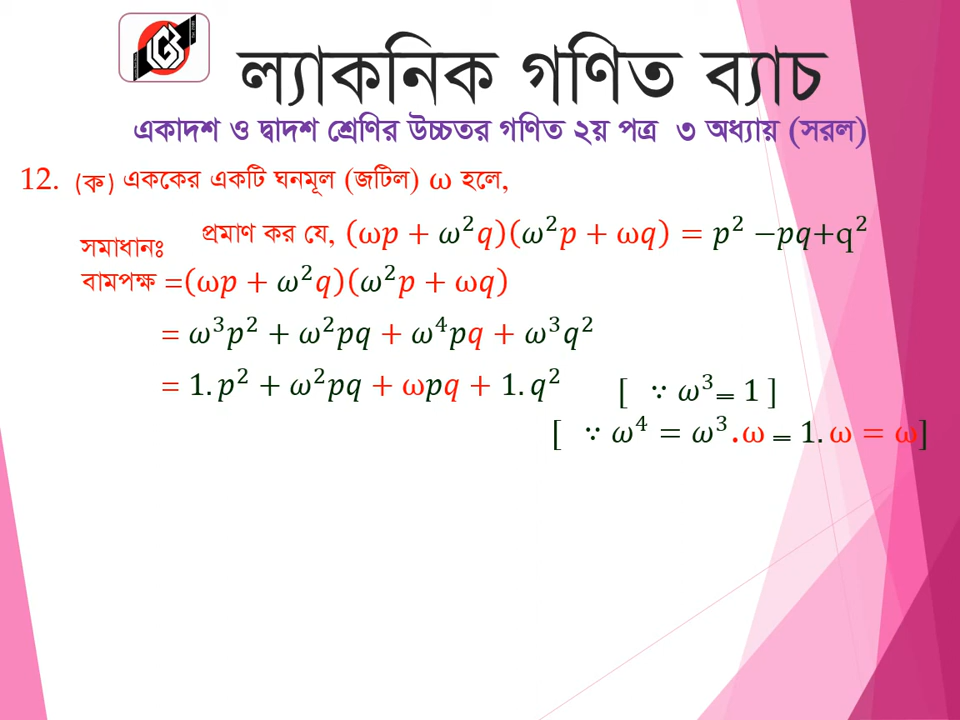 ল্যাকনিক গণিত ব্যাচ
একাদশ ও দ্বাদশ শ্রেণির উচ্চতর গণিত ২য় পত্র ৩ অধ্যায় (সরল)
12. (ক) এককের একটি ঘনমূল (জটিল) ω হলে,
প্রমাণ কর যে, (ωp + ω²q)(ω²p + ωq) = p² −pq+q²
সমাধানঃ
বামপক্ষ =(ωp + ω²q)(ω²p + ωq)
= ω³p² + ω²pq + ω⁴pq + ω³q²
= 1.p² + ω²pq + ωpq + 1.q² [ ∵ ω³= 1 ]
[ ∵ ω⁴ = ω³.ω = 1.ω = ω]